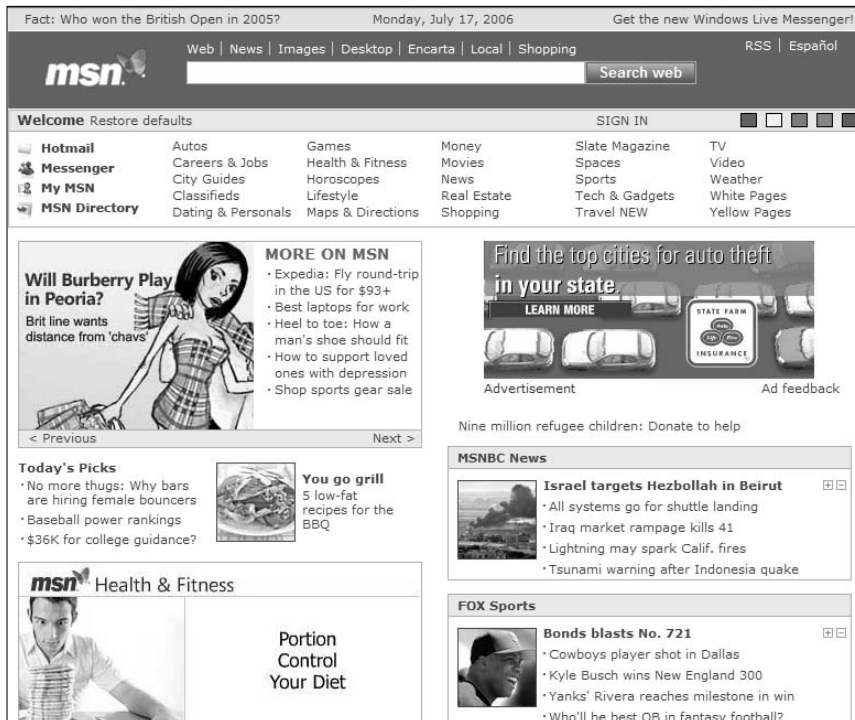 Fact: Who won the British Open in 2005? Monday, July 17, 2006 Get the new Windows Live Messenger!
Web | News | Images | Desktop | Encarta | Local | Shopping
RSS | Español
msn
Search web
Welcome Restore defaults SIGN IN
Hotmail
Messenger
My MSN
MSN Directory
Autos
Careers & Jobs
City Guides
Classifieds
Dating & Personals
Games
Health & Fitness
Horoscopes
Lifestyle
Maps & Directions
Money
Movies
News
Real Estate
Shopping
Slate Magazine
Spaces
Sports
Tech & Gadgets
Travel NEW
TV
Video
Weather
White Pages
Yellow Pages
Will Burberry Play
in Peoria?
Brit line wants
distance from 'chavs'
< Previous Next >
MORE ON MSN
· Expedia: Fly round-trip
in the US for $93+
· Best laptops for work
· Heel to toe: How a
man's shoe should fit
· How to support loved
ones with depression
· Shop sports gear sale
Today's Picks
· No more thugs: Why bars
are hiring female bouncers
· Baseball power rankings
· $36K for college guidance?
You go grill
5 low-fat
recipes for the
BBQ
msn Health & Fitness
Portion
Control
Your Diet
Find the top cities for auto theft
in your state.
LEARN MORE
STATE FARM
Auto
Life Fire
INSURANCE
Advertisement Ad feedback
Nine million refugee children: Donate to help
MSNBC News
Israel targets Hezbollah in Beirut
· All systems go for shuttle landing
· Iraq market rampage kills 41
· Lightning may spark Calif. fires
· Tsunami warning after Indonesia quake
FOX Sports
Bonds blasts No. 721
· Cowboys player shot in Dallas
· Kyle Busch wins New England 300
· Yanks' Rivera reaches milestone in win
· Who'll be best QB in fantasy football?